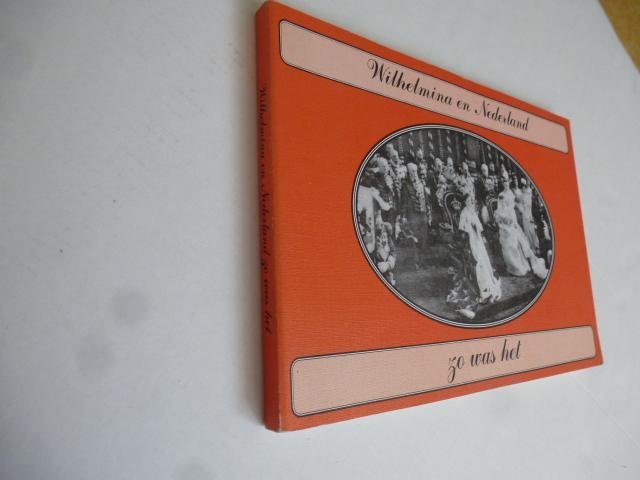 Wilhelmina en Nederland
zo was het
Wilhelmina en Nederland zo was het